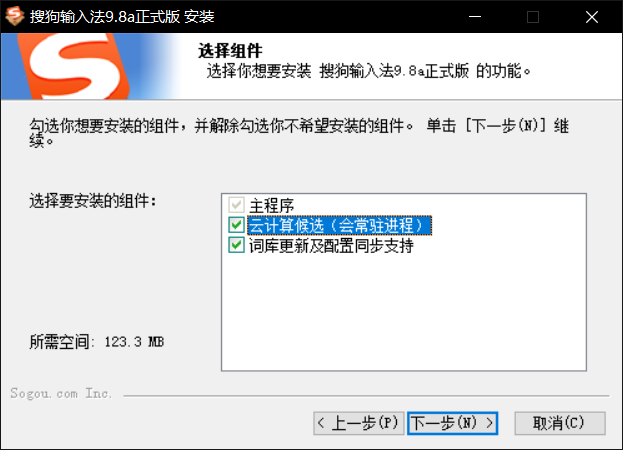 搜狗输入法9.8a正式版 安装
选择组件
选择你想要安装 搜狗输入法9.8a正式版 的功能。
勾选你想要安装的组件，并解除勾选你不希望安装的组件。 单击 [下一步(N)] 继
续。
选择要安装的组件:
主程序
云计算候选（会常驻进程）
词库更新及配置同步支持
所需空间: 123.3 MB
Sogou.com Inc.
< 上一步(P)
下一步(N) >
取消(C)